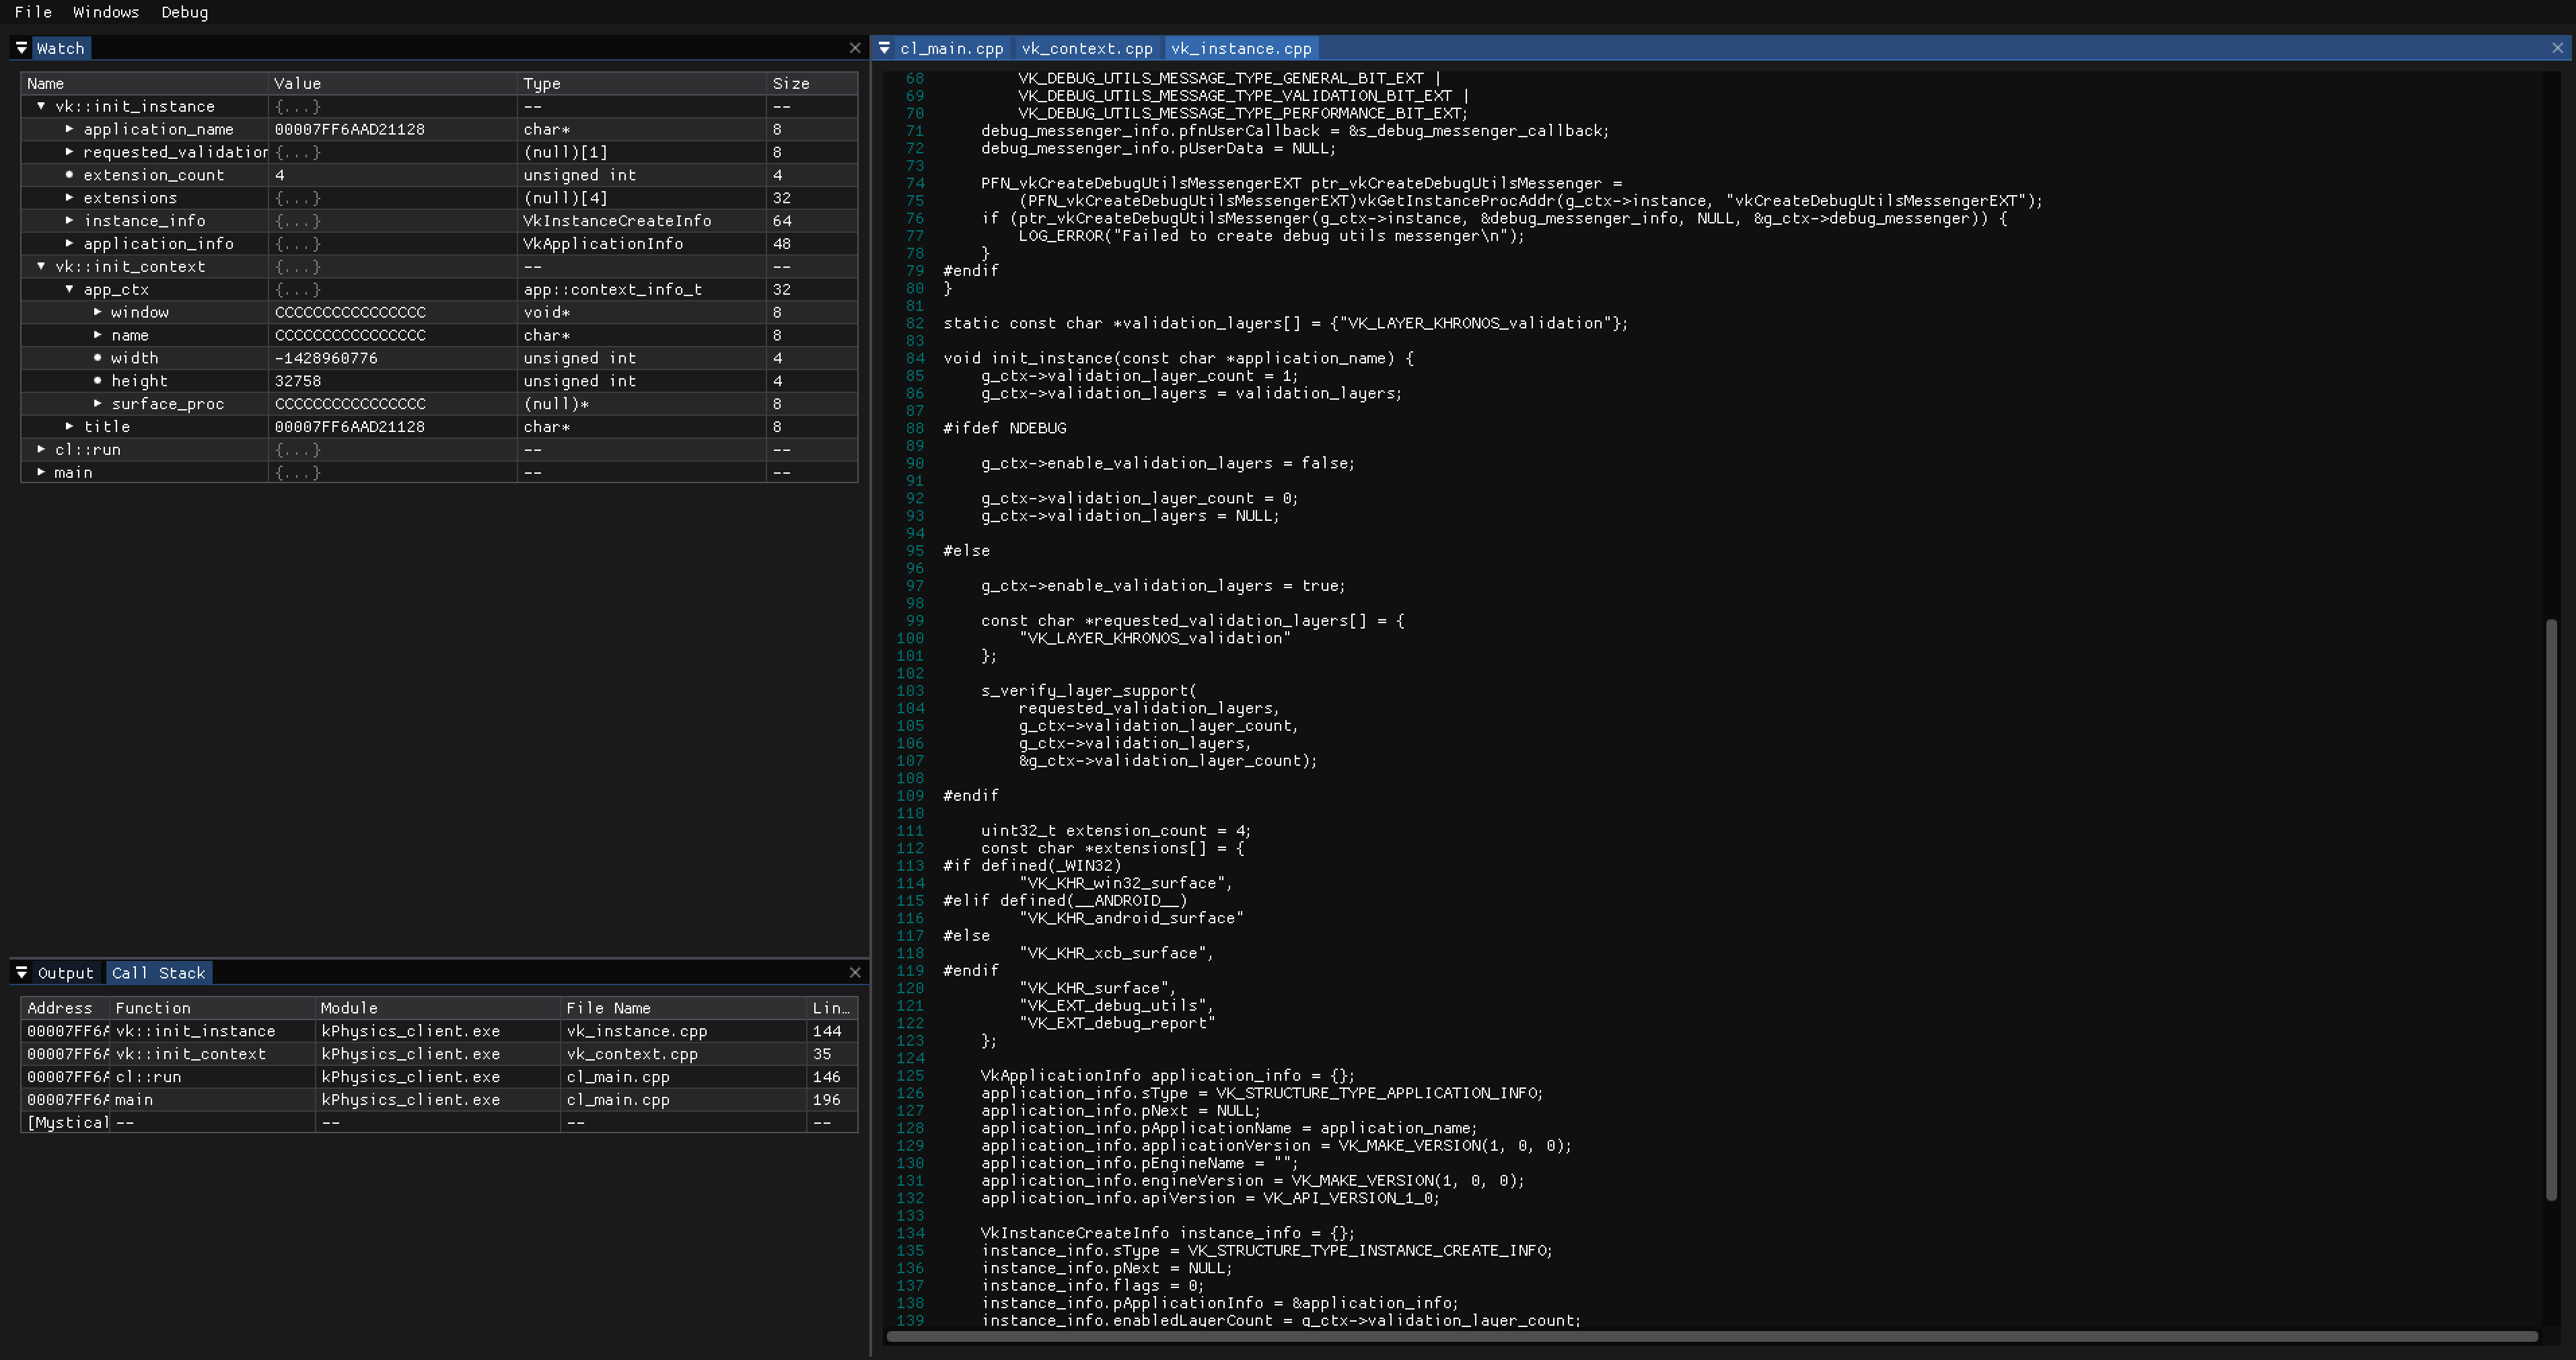 File Windows Debug
Watch
Name Value Type Size
vk::init_instance {...} -- --
application_name 00007FF6AAD21128 char* 8
requested_validation {...} (null)[1] 8
extension_count 4 unsigned int 4
extensions {...} (null)[4] 32
instance_info {...} VkInstanceCreateInfo 64
application_info {...} VkApplicationInfo 48
vk::init_context {...} -- --
app_ctx {...} app::context_info_t 32
window CCCCCCCCCCCCCCCC void* 8
name CCCCCCCCCCCCCCCC char* 8
width -1428960776 unsigned int 4
height 32758 unsigned int 4
surface_proc CCCCCCCCCCCCCCCC (null)* 8
title 00007FF6AAD21128 char* 8
cl::run {...} -- --
main {...} -- --
Output Call Stack
Address Function Module File Name Lin...
00007FF6A vk::init_instance kPhysics_client.exe vk_instance.cpp 144
00007FF6A vk::init_context kPhysics_client.exe vk_context.cpp 35
00007FF6A cl::run kPhysics_client.exe cl_main.cpp 146
00007FF6A main kPhysics_client.exe cl_main.cpp 196
[Mystical -- -- -- --
cl_main.cpp vk_context.cpp vk_instance.cpp
68 VK_DEBUG_UTILS_MESSAGE_TYPE_GENERAL_BIT_EXT |
69 VK_DEBUG_UTILS_MESSAGE_TYPE_VALIDATION_BIT_EXT |
70 VK_DEBUG_UTILS_MESSAGE_TYPE_PERFORMANCE_BIT_EXT;
71 debug_messenger_info.pfnUserCallback = &s_debug_messenger_callback;
72 debug_messenger_info.pUserData = NULL;
73
74 PFN_vkCreateDebugUtilsMessengerEXT ptr_vkCreateDebugUtilsMessenger =
75 (PFN_vkCreateDebugUtilsMessengerEXT)vkGetInstanceProcAddr(g_ctx->instance, "vkCreateDebugUtilsMessengerEXT");
76 if (ptr_vkCreateDebugUtilsMessenger(g_ctx->instance, &debug_messenger_info, NULL, &g_ctx->debug_messenger)) {
77 LOG_ERROR("Failed to create debug utils messenger\n");
78 }
79 #endif
80 }
81
82 static const char *validation_layers[] = {"VK_LAYER_KHRONOS_validation"};
83
84 void init_instance(const char *application_name) {
85 g_ctx->validation_layer_count = 1;
86 g_ctx->validation_layers = validation_layers;
87
88 #ifdef NDEBUG
89
90 g_ctx->enable_validation_layers = false;
91
92 g_ctx->validation_layer_count = 0;
93 g_ctx->validation_layers = NULL;
94
95 #else
96
97 g_ctx->enable_validation_layers = true;
98
99 const char *requested_validation_layers[] = {
100 "VK_LAYER_KHRONOS_validation"
101 };
102
103 s_verify_layer_support(
104 requested_validation_layers,
105 g_ctx->validation_layer_count,
106 g_ctx->validation_layers,
107 &g_ctx->validation_layer_count);
108
109 #endif
110
111 uint32_t extension_count = 4;
112 const char *extensions[] = {
113 #if defined(_WIN32)
114 "VK_KHR_win32_surface",
115 #elif defined(__ANDROID__)
116 "VK_KHR_android_surface"
117 #else
118 "VK_KHR_xcb_surface",
119 #endif
120 "VK_KHR_surface",
121 "VK_EXT_debug_utils",
122 "VK_EXT_debug_report"
123 };
124
125 VkApplicationInfo application_info = {};
126 application_info.sType = VK_STRUCTURE_TYPE_APPLICATION_INFO;
127 application_info.pNext = NULL;
128 application_info.pApplicationName = application_name;
129 application_info.applicationVersion = VK_MAKE_VERSION(1, 0, 0);
130 application_info.pEngineName = "";
131 application_info.engineVersion = VK_MAKE_VERSION(1, 0, 0);
132 application_info.apiVersion = VK_API_VERSION_1_0;
133
134 VkInstanceCreateInfo instance_info = {};
135 instance_info.sType = VK_STRUCTURE_TYPE_INSTANCE_CREATE_INFO;
136 instance_info.pNext = NULL;
137 instance_info.flags = 0;
138 instance_info.pApplicationInfo = &application_info;
139 instance_info.enabledLayerCount = g_ctx->validation_layer_count;